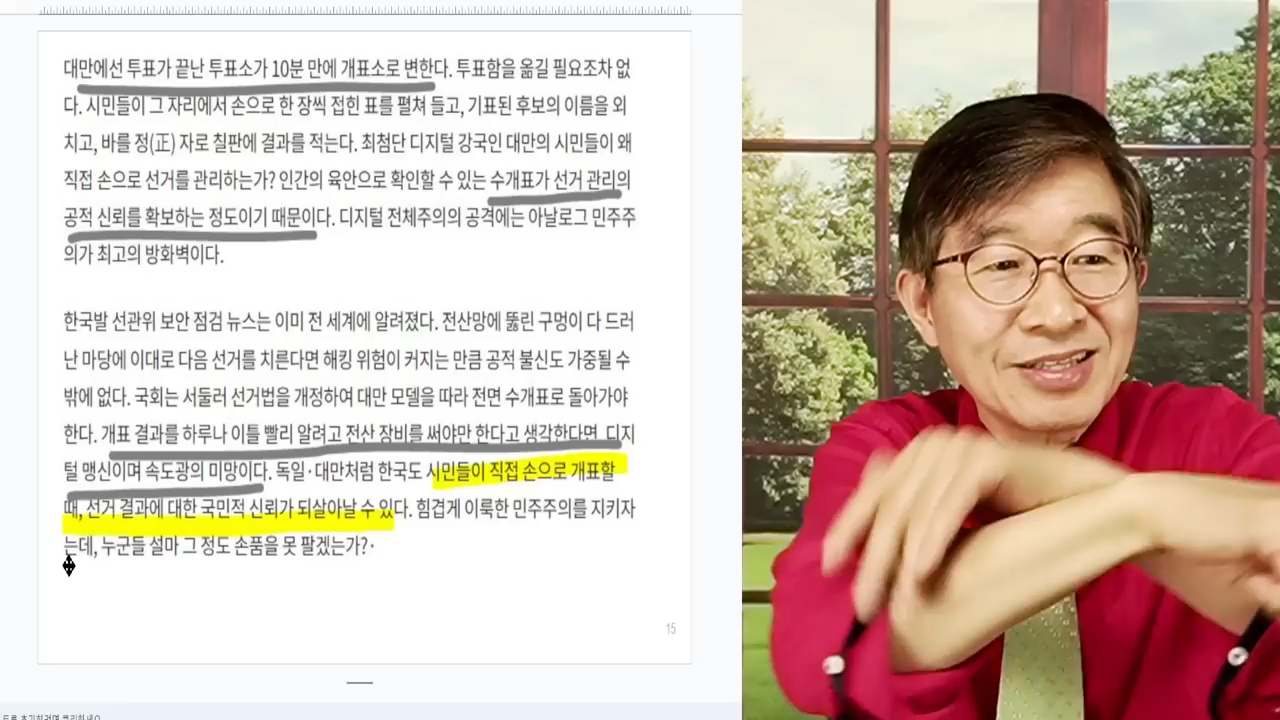 대만에선 투표가 끝난 투표소가 10분 만에 개표소로 변한다. 투표함을 옮길 필요조차 없
다. 시민들이 그 자리에서 손으로 한 장씩 접힌 표를 펼쳐 들고, 기표된 후보의 이름을 외
치고, 바를 정(正) 자로 칠판에 결과를 적는다. 최첨단 디지털 강국인 대만의 시민들이 왜
직접 손으로 선거를 관리하는가? 인간의 육안으로 확인할 수 있는 수개표가 선거 관리의
공적 신뢰를 확보하는 정도이기 때문이다. 디지털 전체주의의 공격에는 아날로그 민주주
의가 최고의 방화벽이다.
한국발 선관위 보안 점검 뉴스는 이미 전 세계에 알려졌다. 전산망에 뚫린 구멍이 다 드러
난 마당에 이대로 다음 선거를 치른다면 해킹 위험이 커지는 만큼 공적 불신도 가중될 수
밖에 없다. 국회는 서둘러 선거법을 개정하여 대만 모델을 따라 전면 수개표로 돌아가야
한다. 개표 결과를 하루나 이틀 빨리 알려고 전산 장비를 써야만 한다고 생각한다면, 디지
털 맹신이며 속도광의 미망이다. 독일·대만처럼 한국도 시민들이 직접 손으로 개표할
때, 선거 결과에 대한 국민적 신뢰가 되살아날 수 있다. 힘겹게 이룩한 민주주의를 지키자
는데, 누군들 설마 그 정도 손품을 못 팔겠는가?·
15